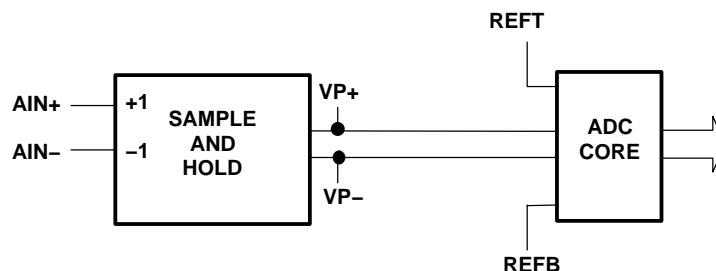 REFT
AIN+
+1
SAMPLE
AND
HOLD
VP+
ADC
CORE
AIN−
−1
VP−
REFB